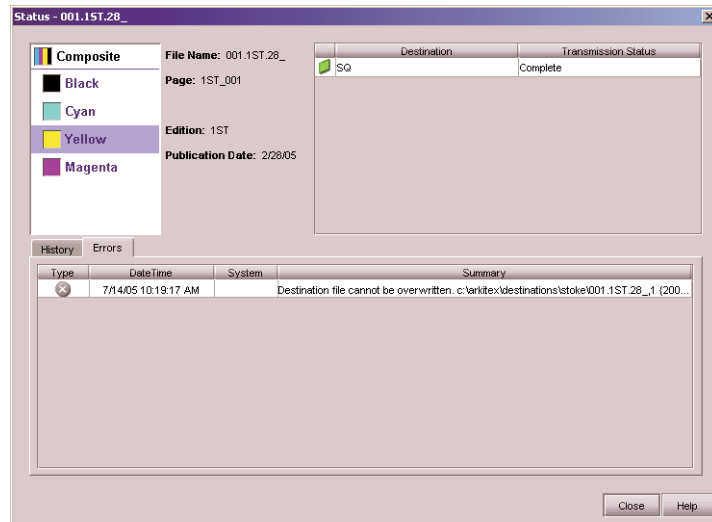 Status - 001.1ST.28_
Composite
Black
Cyan
Yellow
Magenta
File Name: 001.1ST.28_
Page: 1ST_001
Edition: 1ST
Publication Date: 2/28/05
Destination Transmission Status
SQ Complete
History Errors
Type DateTime System Summary
7/14/05 10:19:17 AM Destination file cannot be overwritten. c:\arkitex\destinations\stoke\001.1ST.28_,1 {200...
Close Help